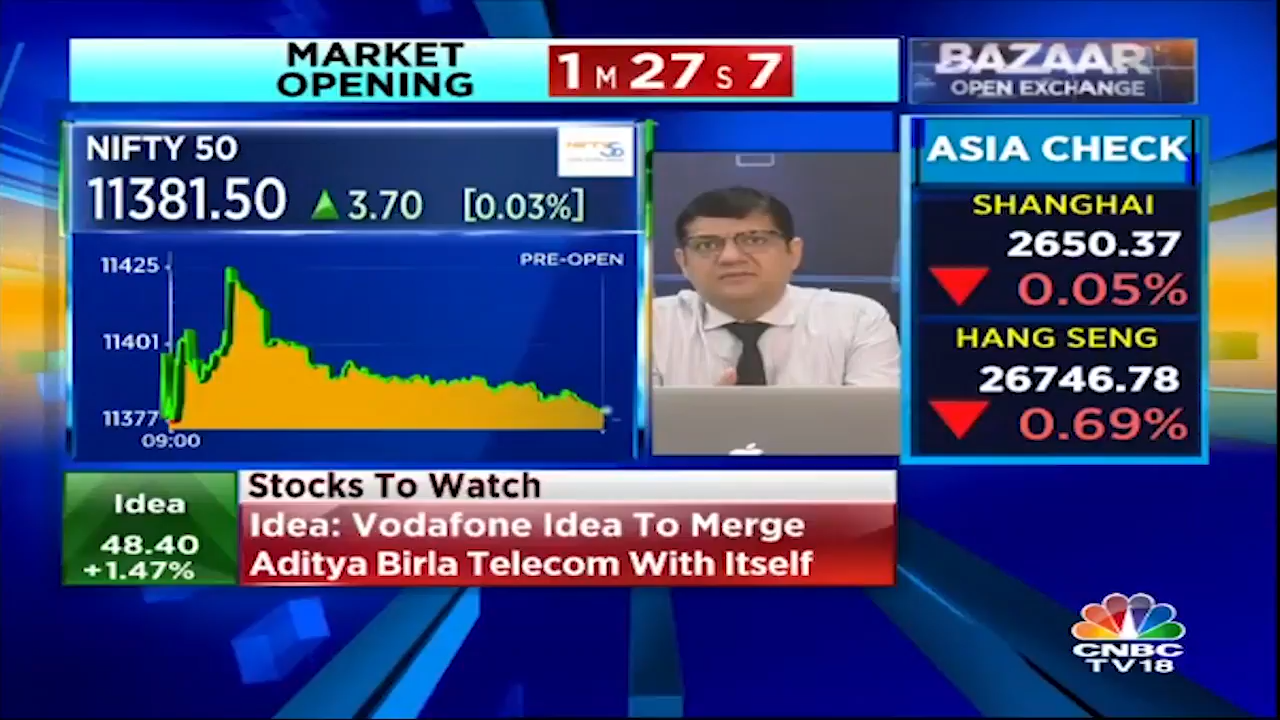 MARKET
OPENING
1 M 27 S 7
BAZAAR
OPEN EXCHANGE
NIFTY 50
11381.50 ▲ 3.70 [0.03%]
PRE-OPEN
11425
11401
11377
09:00
ASIA CHECK
SHANGHAI
2650.37
▼ 0.05%
HANG SENG
26746.78
▼ 0.69%
Idea
48.40
+1.47%
Stocks To Watch
Idea: Vodafone Idea To Merge
Aditya Birla Telecom With Itself
CNBC
TV18